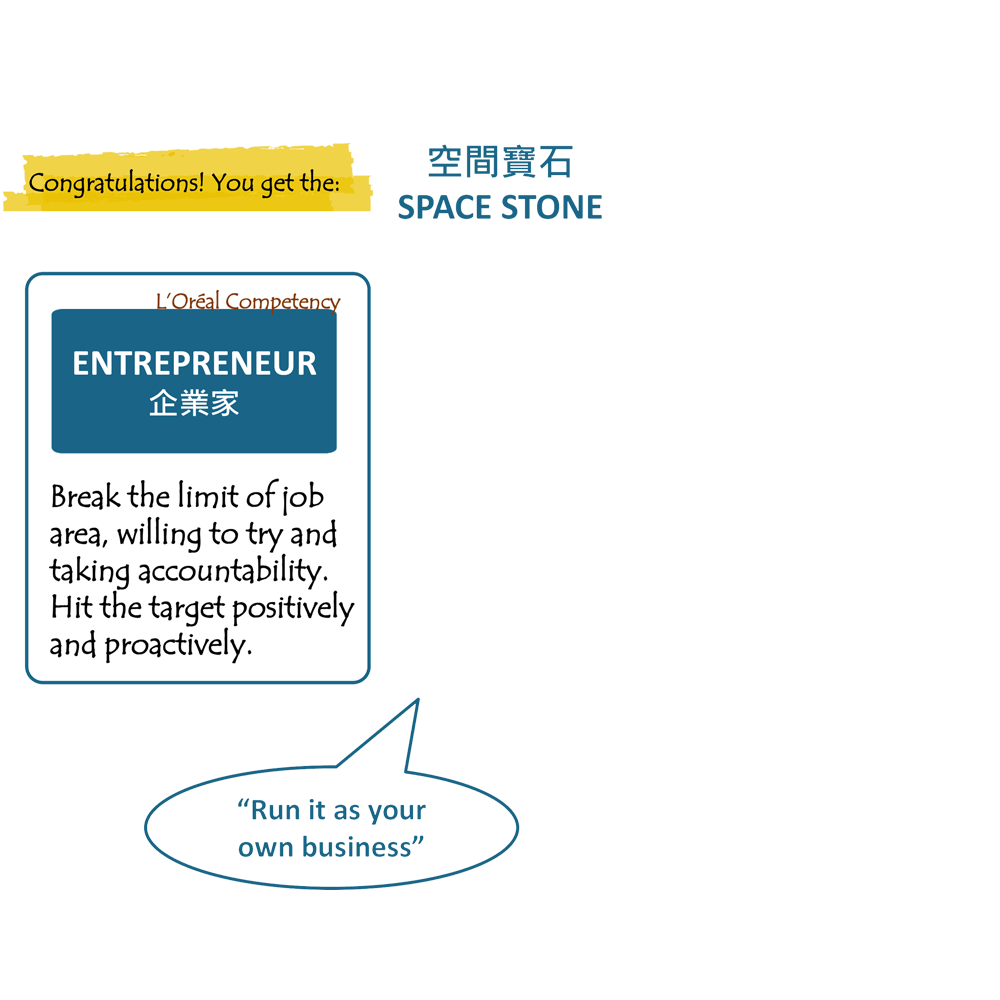 Congratulations! You get the:
空間寶石
SPACE STONE
L'Oréal Competency
ENTREPRENEUR
企業家
Break the limit of job
area, willing to try and
taking accountability.
Hit the target positively
and proactively.
“Run it as your
own business”